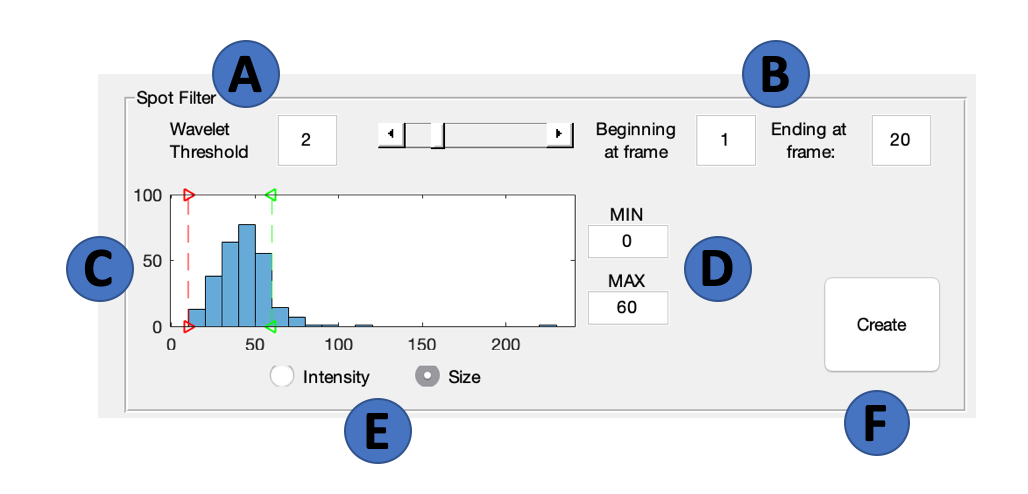 A
B
Spot Filter
Wavelet
Threshold
2
Beginning
at frame
1
Ending at
frame:
20
100
50
0
0
50
100
150
200
C
MIN
0
MAX
60
D
Create
Intensity
Size
E
F